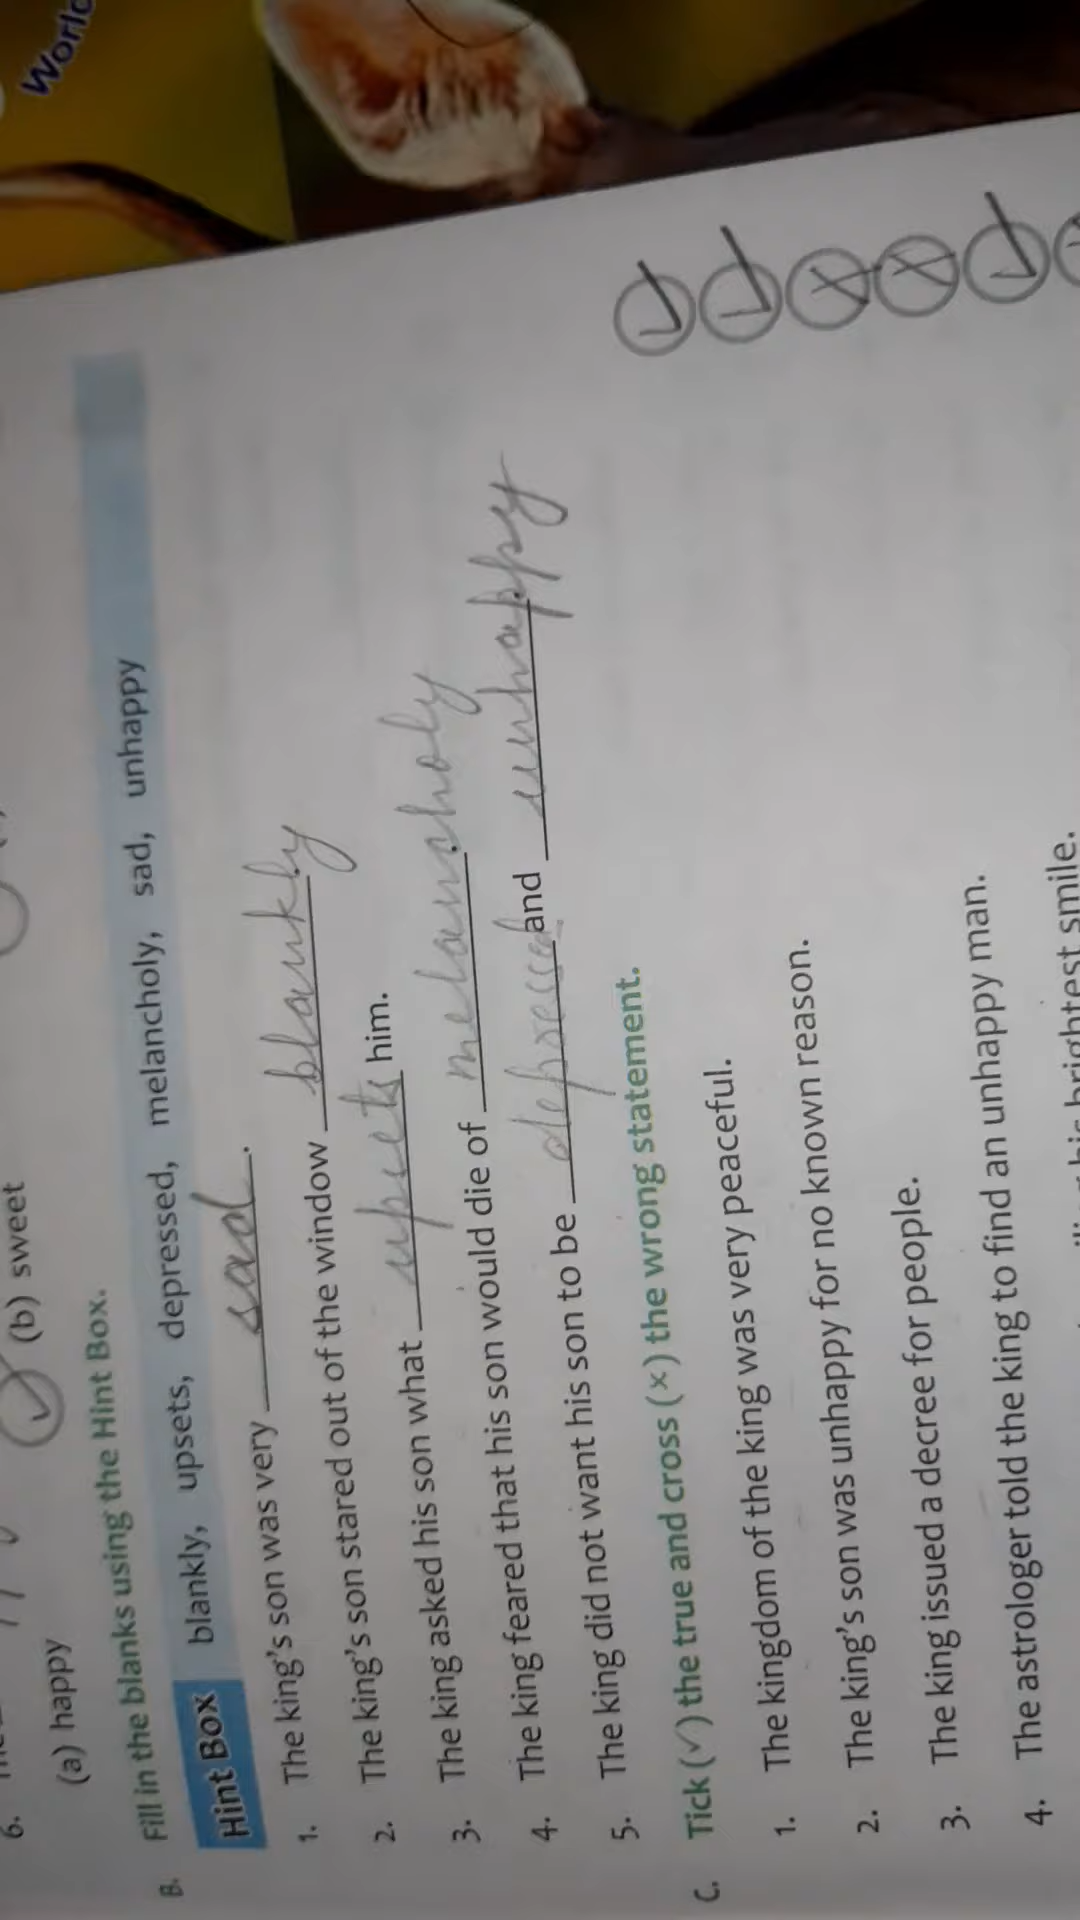 World
6.
(a) happy (b) sweet
B. Fill in the blanks using the Hint Box.
Hint Box blankly, upsets, depressed, melancholy, sad, unhappy
1. The king's son was very sad.
2. The king's son stared out of the window blankly.
3. The king asked his son what upsets him.
4. The king feared that his son would die of melancholy.
5. The king did not want his son to be depressed and unhappy.
C. Tick (✓) the true and cross (×) the wrong statement.
1. The kingdom of the king was very peaceful. ✓
2. The king's son was unhappy for no known reason. ✓
3. The king issued a decree for people. ×
4. The astrologer told the king to find an unhappy man. ×
his brightest smile. ✓